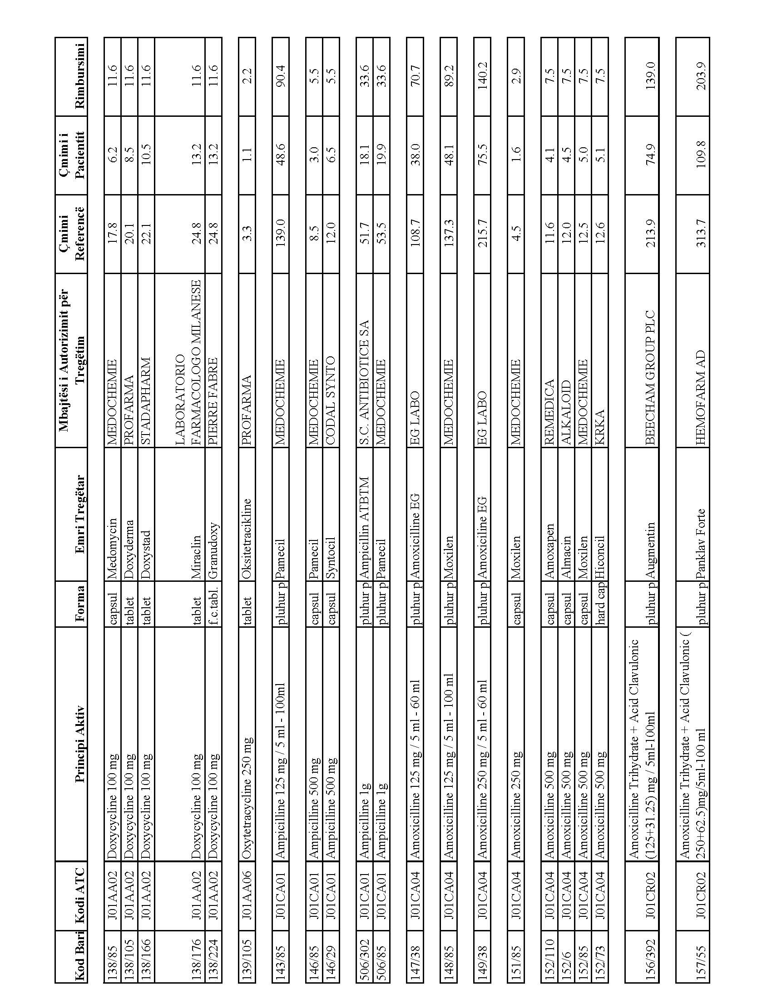 Kod Bari Kodi ATC Principi Aktiv Forma Emri Tregëtar Mbajtësi i Autorizimit për Tregëtim Çmimi Referencë Çmimi i Pacientit Rimbursimi
138/85 J01AA02 Doxycycline 100 mg capsul Medomycin MEDOCHEMIE 17.8 6.2 11.6
138/105 J01AA02 Doxycycline 100 mg tablet Doxyderma PROFARMA 20.1 8.5 11.6
138/166 J01AA02 Doxycycline 100 mg tablet Doxystad STADAPHARM 22.1 10.5 11.6
138/176 J01AA02 Doxycycline 100 mg tablet Miraclin LABORATORIO FARMACOLOGO MILANESE 24.8 13.2 11.6
138/224 J01AA02 Doxycycline 100 mg f.c.tabl. Granudoxy PIERRE FABRE 24.8 13.2 11.6
139/105 J01AA06 Oxytetracycline 250 mg tablet Oksitetracikline PROFARMA 3.3 1.1 2.2
143/85 J01CA01 Ampicilline 125 mg / 5 ml - 100ml pluhur p Pamecil MEDOCHEMIE 139.0 48.6 90.4
146/85 J01CA01 Ampicilline 500 mg capsul Pamecil MEDOCHEMIE 8.5 3.0 5.5
146/29 J01CA01 Ampicilline 500 mg capsul Syntocil CODAL SYNTO 12.0 6.5 5.5
506/302 J01CA01 Ampicilline 1g pluhur p Ampicillin ATBTM S.C. ANTIBIOTICE SA 51.7 18.1 33.6
506/85 J01CA01 Ampicilline 1g pluhur p Pamecil MEDOCHEMIE 53.5 19.9 33.6
147/38 J01CA04 Amoxicilline 125 mg / 5 ml - 60 ml pluhur p Amoxicilline EG EG LABO 108.7 38.0 70.7
148/85 J01CA04 Amoxicilline 125 mg / 5 ml - 100 ml pluhur p Moxilen MEDOCHEMIE 137.3 48.1 89.2
149/38 J01CA04 Amoxicilline 250 mg / 5 ml - 60 ml pluhur p Amoxiciline EG EG LABO 215.7 75.5 140.2
151/85 J01CA04 Amoxicilline 250 mg capsul Moxilen MEDOCHEMIE 4.5 1.6 2.9
152/110 J01CA04 Amoxicilline 500 mg capsul Amoxapen REMEDICA 11.6 4.1 7.5
152/6 J01CA04 Amoxicilline 500 mg capsul Almacin ALKALOID 12.0 4.5 7.5
152/85 J01CA04 Amoxicilline 500 mg capsul Moxilen MEDOCHEMIE 12.5 5.0 7.5
152/73 J01CA04 Amoxicilline 500 mg hard cap Hiconcil KRKA 12.6 5.1 7.5
156/392 J01CR02 Amoxicilline Trihydrate + Acid Clavulonic (125+31.25) mg / 5ml-100ml pluhur p Augmentin BEECHAM GROUP PLC 213.9 74.9 139.0
157/55 J01CR02 Amoxicilline Trihydrate + Acid Clavulonic ( 250+62.5)mg/5ml-100 ml pluhur p Panklav Forte HEMOFARM AD 313.7 109.8 203.9